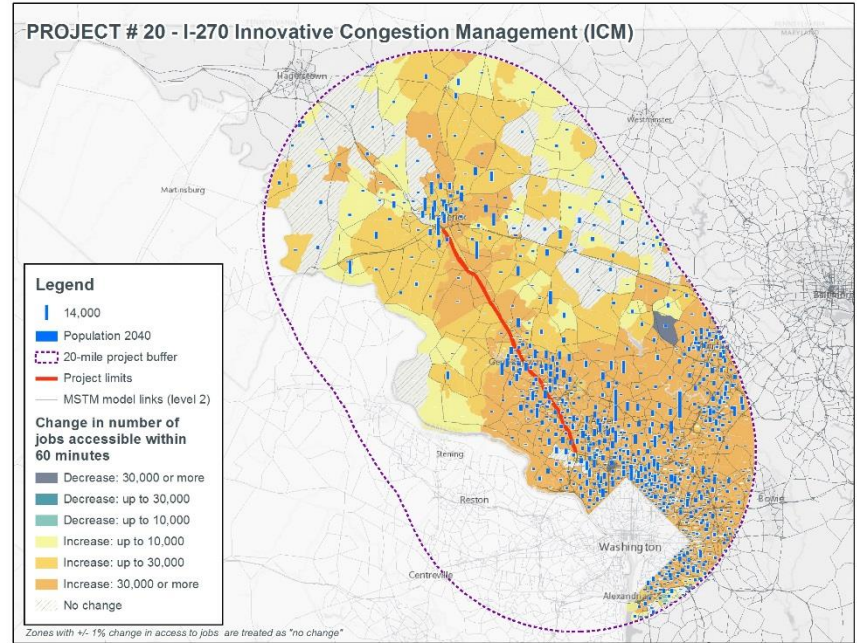 PROJECT # 20 - I-270 Innovative Congestion Management (ICM)
Hagerstown
Westminster
Martinsburg
Legend
14,000
Population 2040
20-mile project buffer
Project limits
MSTM model links (level 2)
Change in number of
jobs accessible within
60 minutes
Decrease: 30,000 or more
Decrease: up to 30,000
Decrease: up to 10,000
Increase: up to 10,000
Increase: up to 30,000
Increase: 30,000 or more
No change
Sterling
Reston
Bowie
Washington
Centreville
Alexandria
Zones with +/- 1% change in access to jobs are treated as "no change"